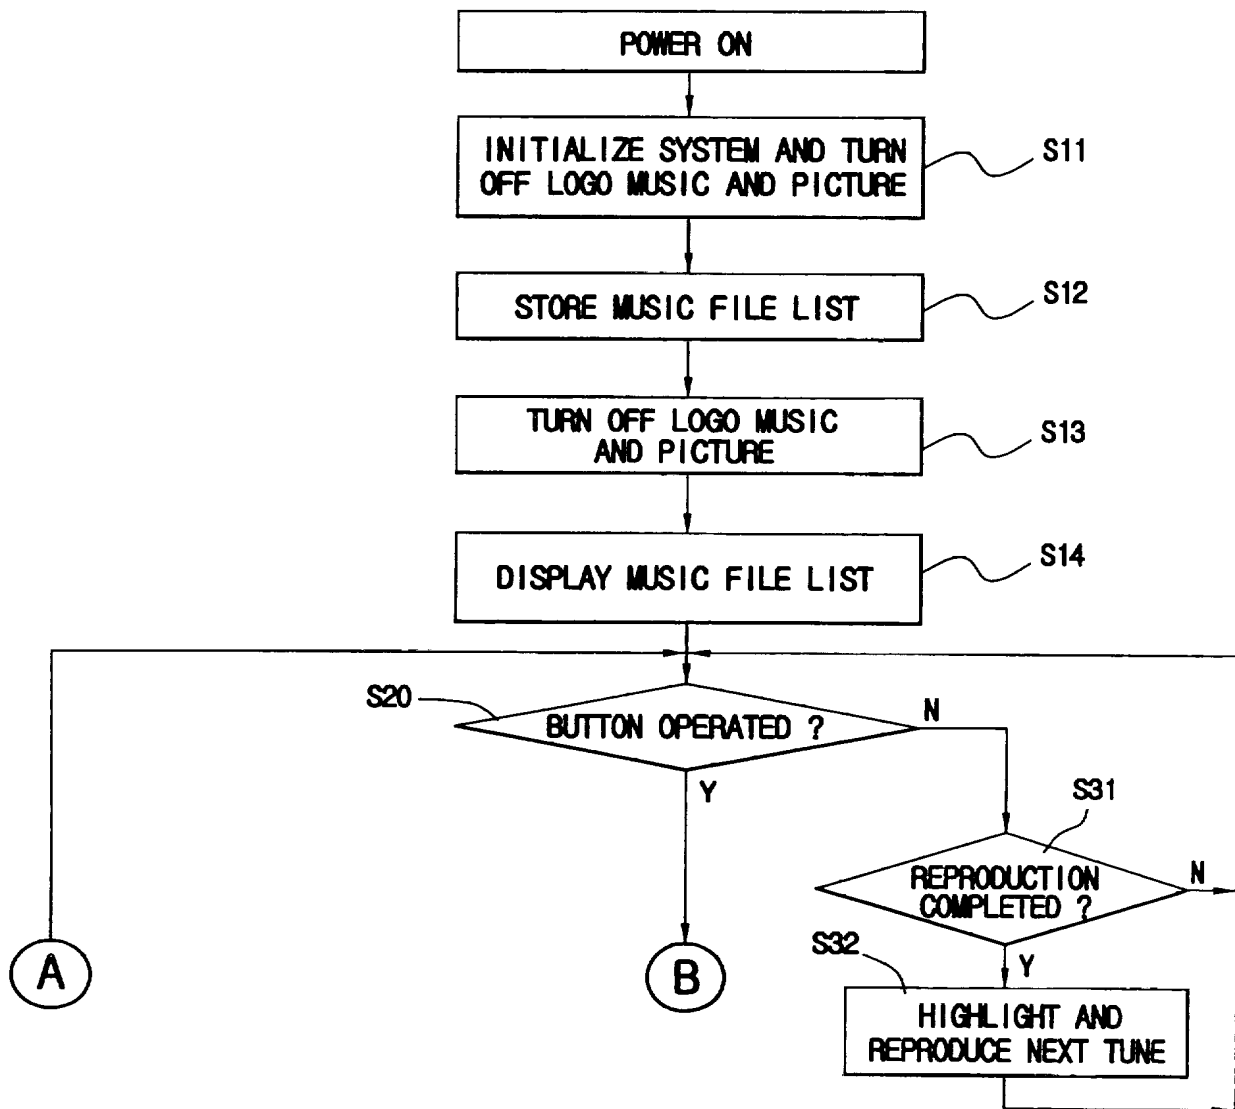 POWER ON
INITIALIZE SYSTEM AND TURN
OFF LOGO MUSIC AND PICTURE
S11
STORE MUSIC FILE LIST
S12
TURN OFF LOGO MUSIC
AND PICTURE
S13
DISPLAY MUSIC FILE LIST
S14
S20
BUTTON OPERATED ?
N
Y
S31
REPRODUCTION
COMPLETED ?
N
A
B
S32
Y
HIGHLIGHT AND
REPRODUCE NEXT TUNE